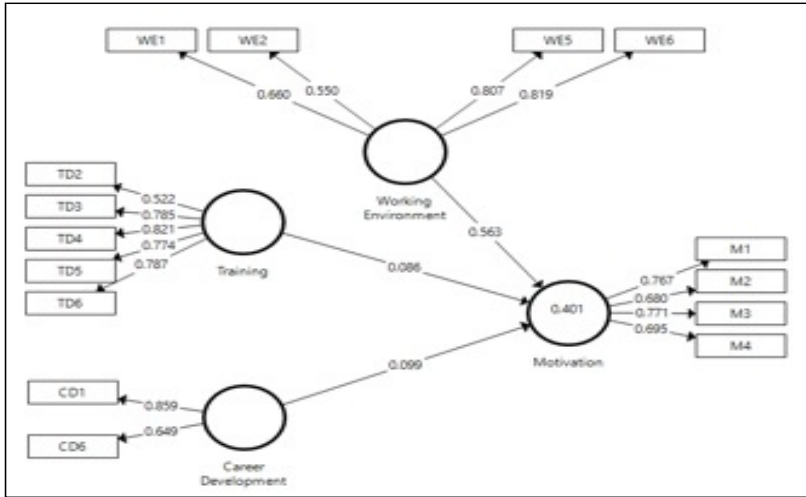 WE1
WE2
WE5
WE6
0.660
0.550
0.807
0.819
Working
Environment
TD2
TD3
TD4
TD5
TD6
0.522
0.785
0.821
0.774
0.787
Training
0.563
0.086
0.099
0.401
Motivation
M1
M2
M3
M4
0.767
0.680
0.771
0.695
CD1
CD6
0.859
0.649
Career
Development